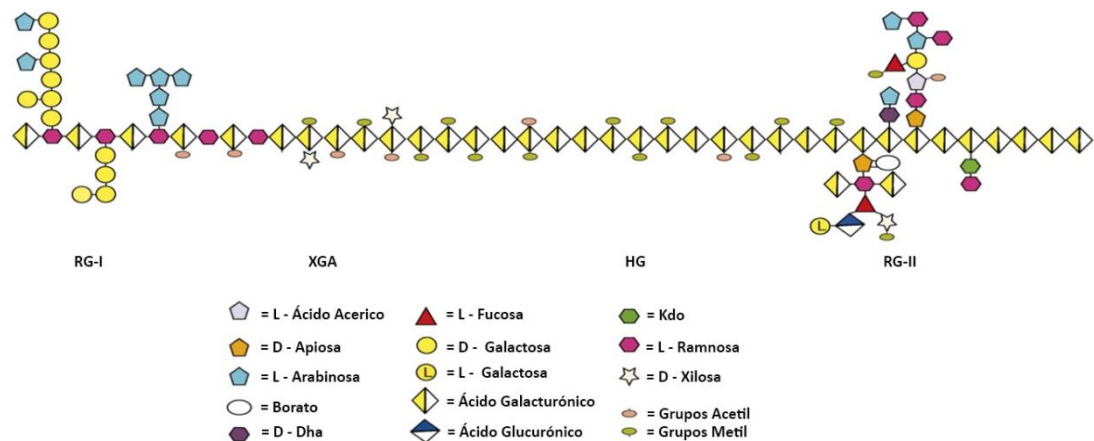 RG-I XGA HG RG-II
L
= L - Ácido Acerico
= D - Apiosa
= L - Arabinosa
= Borato
= D - Dha
= L - Fucosa
= D - Galactosa
L = L - Galactosa
= Ácido Galacturónico
= Ácido Glucurónico
= Kdo
= L - Ramnosa
= D - Xilosa
= Grupos Acetil
= Grupos Metil